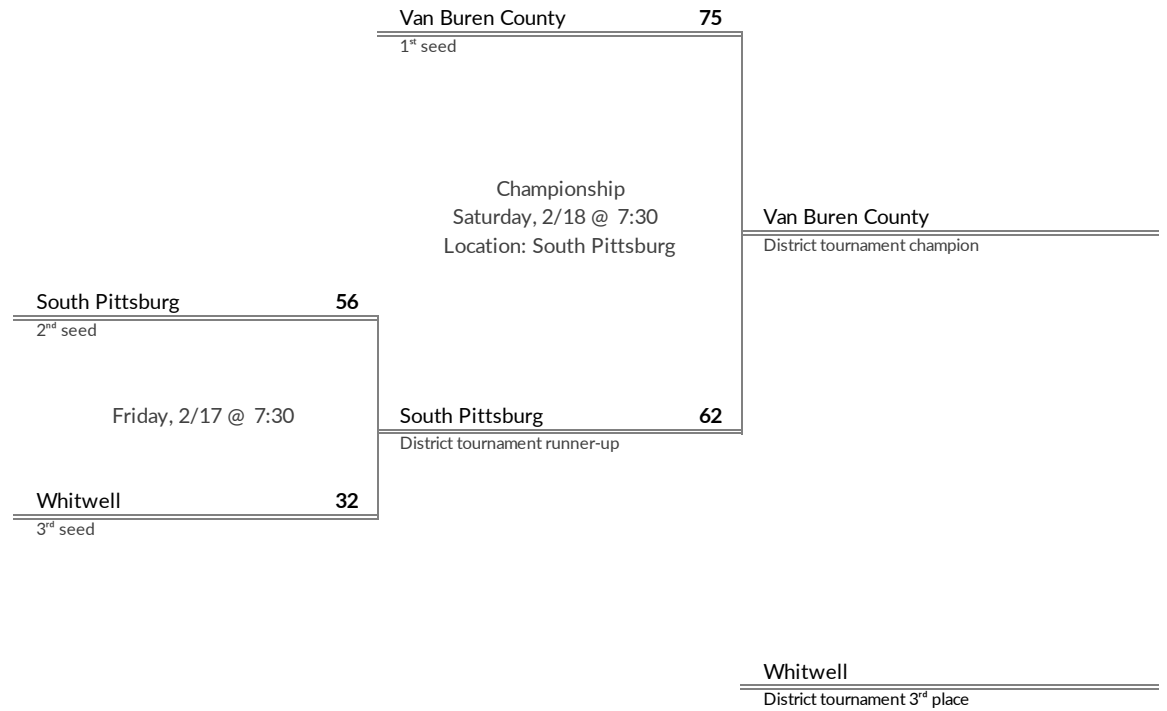 Van Buren County 75
1st seed
Championship
Saturday, 2/18 @ 7:30
Location: South Pittsburg
Van Buren County
District tournament champion
South Pittsburg 56
2nd seed
Friday, 2/17 @ 7:30
South Pittsburg 62
District tournament runner-up
Whitwell 32
3rd seed
Whitwell
District tournament 3rd place